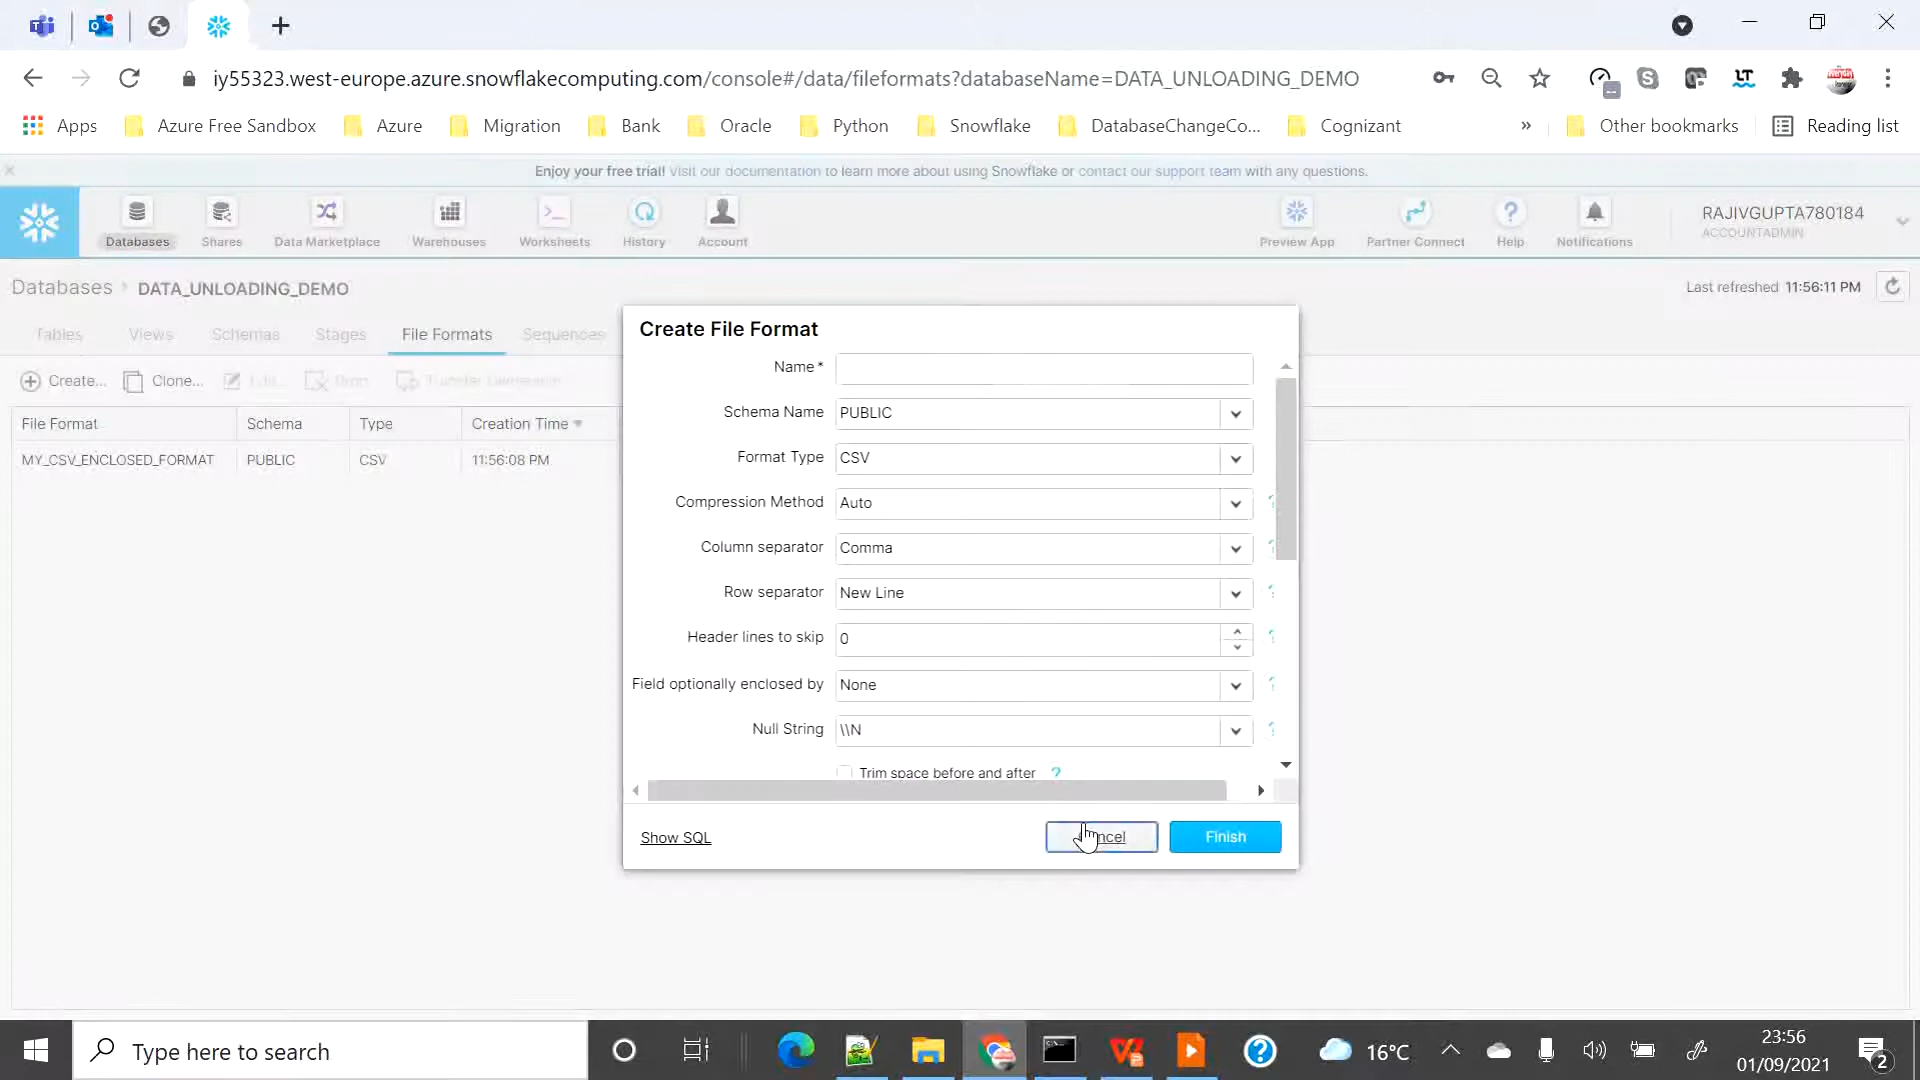 iy55323.west-europe.azure.snowflakecomputing.com/console#/data/fileformats?databaseName=DATA_UNLOADING_DEMO
Apps Azure Free Sandbox Azure Migration Bank Oracle Python Snowflake DatabaseChangeCo... Cognizant » Other bookmarks Reading list
Enjoy your free trial! Visit our documentation to learn more about using Snowflake or contact our support team with any questions.
Databases Shares Data Marketplace Warehouses Worksheets History Account Preview App Partner Connect Help Notifications
RAJIVGUPTA780184
ACCOUNTADMIN
Databases DATA_UNLOADING_DEMO
Last refreshed 11:56:11 PM
Tables Views Schemas Stages File Formats Sequences
Create... Clone... Edit... Drop...
File Format Schema Type Creation Time
MY_CSV_ENCLOSED_FORMAT PUBLIC CSV 11:56:08 PM
Create File Format
Name *
Schema Name PUBLIC
Format Type CSV
Compression Method Auto ?
Column separator Comma ?
Row separator New Line ?
Header lines to skip 0 ?
Field optionally enclosed by None ?
Null String \\N ?
Trim space before and after ?
Show SQL
Finish
Type here to search
16°C
23:56
01/09/2021
2